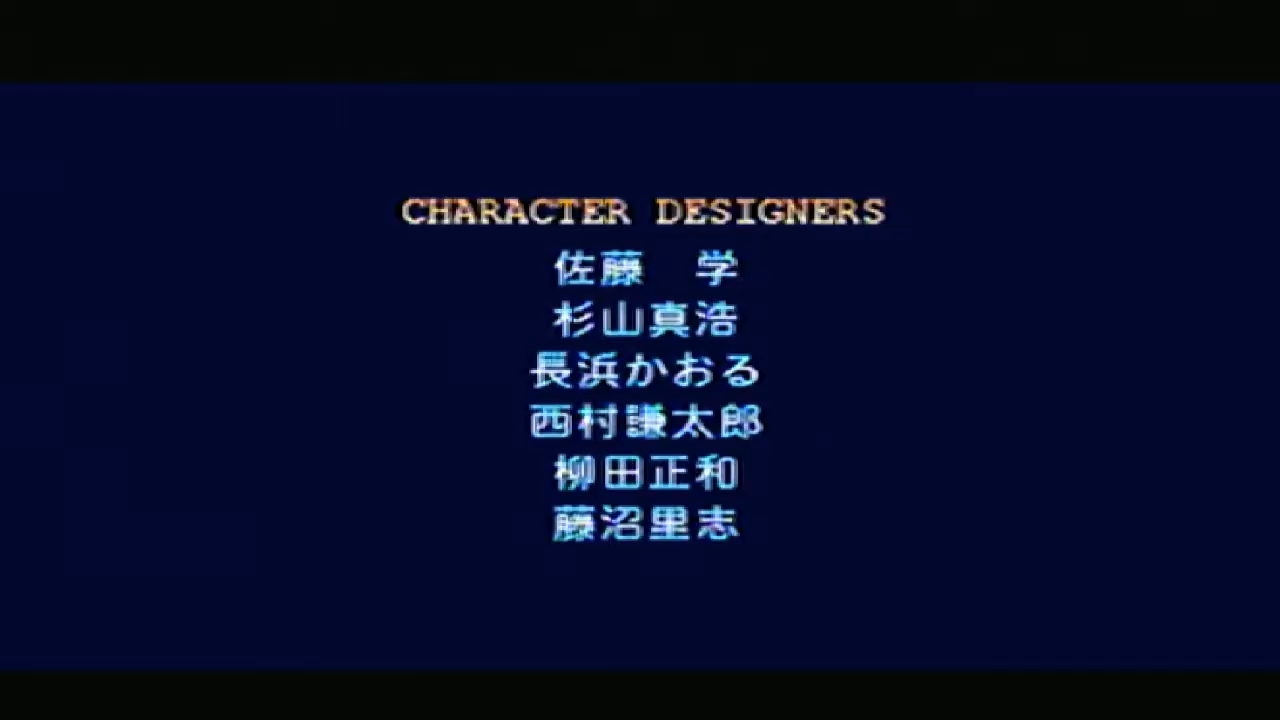 CHARACTER DESIGNERS
佐藤　学
杉山真浩
長浜かおる
西村謙太郎
柳田正和
藤沼里志